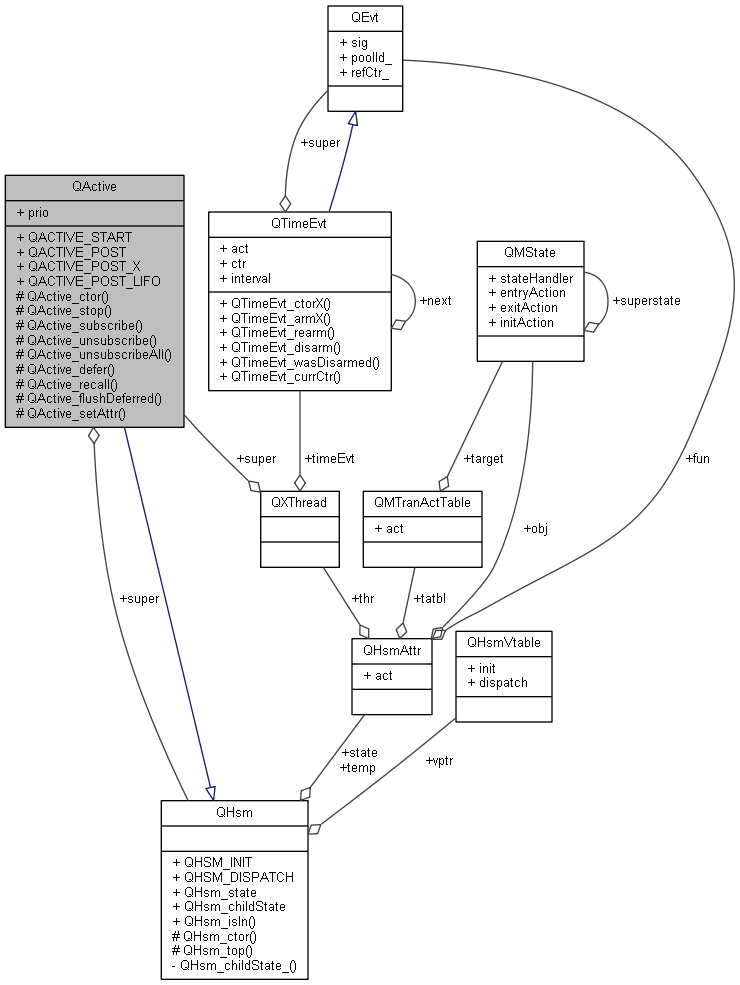 QEvt
+ sig
+ poolId_
+ refCtr_
+super
QActive
+ prio
+ QACTIVE_START
+ QACTIVE_POST
+ QACTIVE_POST_X
+ QACTIVE_POST_LIFO
# QActive_ctor()
# QActive_stop()
# QActive_subscribe()
# QActive_unsubscribe()
# QActive_unsubscribeAll()
# QActive_defer()
# QActive_recall()
# QActive_flushDeferred()
# QActive_setAttr()
QTimeEvt
+ act
+ ctr
+ interval
+ QTimeEvt_ctorX()
+ QTimeEvt_armX()
+ QTimeEvt_rearm()
+ QTimeEvt_disarm()
+ QTimeEvt_wasDisarmed()
+ QTimeEvt_currCtr()
+next
QMState
+ stateHandler
+ entryAction
+ exitAction
+ initAction
+superstate
+super
+timeEvt
+target
+fun
QXThread
QMTranActTable
+ act
+obj
+super
+thr
+tatbl
QHsmAttr
+ act
QHsmVtable
+ init
+ dispatch
+state
+temp
+vptr
QHsm
+ QHSM_INIT
+ QHSM_DISPATCH
+ QHsm_state
+ QHsm_childState
+ QHsm_isIn()
# QHsm_ctor()
# QHsm_top()
- QHsm_childState_()